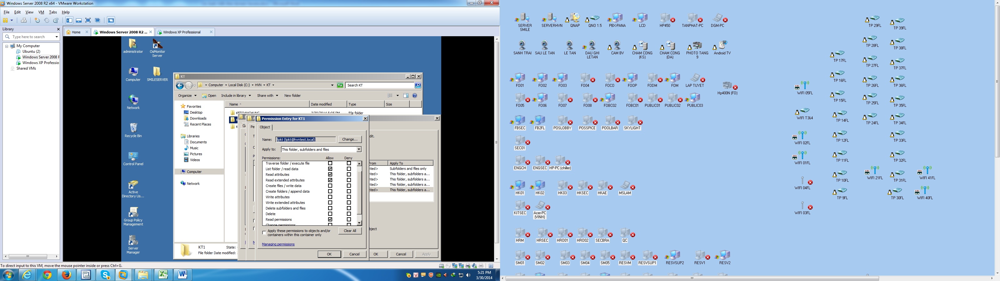 Windows Server 2008 R2 x64 - VMware Workstation
File Edit View VM Tabs Help
Library
Type here to search
My Computer
Ubuntu (2)
Windows Server 2008 F
Windows XP Professio
Shared VMs
Home
Windows Server 2008 R2 ...
Windows XP Professional
administrator
OsMonitor
Server
Computer
SMILESERVER
Network
Recycle Bin
Control Panel
Active
Directory Us...
Group Policy
Management
Server
Manager
KT
Computer Local Disk (C:) HVN KT
Search KT
Organize Open Include in library Share with New folder
Favorites
Desktop
Downloads
Recent Places
Libraries
Documents
Music
Pictures
Videos
Computer
Network
Name Date modified Type Size
KETOANCHUNG 3/30/2014 5:05 PM File folder
KT1 State:
File folder Date modified:
Permission Entry for KT1
Object
Name: tpkt (tpkt@hvntest.local) Change...
Apply to: This folder, subfolders and files
Permissions: Allow Deny
Traverse folder / execute file
List folder / read data
Read attributes
Read extended attributes
Create files / write data
Create folders / append data
Write attributes
Write extended attributes
Delete subfolders and files
Delete
Read permissions
Change permissions
Apply these permissions to objects and/or
containers within this container only
Clear All
Managing permissions
OK Cancel
dit.
From Apply To
rited> Subfolders and files only
rited> This folder, subfolders a...
rited> This folder, subfolders a...
rited> This folder, subfolders a...
rited> This folder, subfolders a...
bject
OK Cancel Apply
To direct input to this VM, move the mouse pointer inside or press Ctrl+G.
5:21 PM
3/30/2014
SERVER
SMILE
SERVERHVN
QNAP
QNO 1.5
PBX-PANA
LCD
HP450
TANPHAT-PC
DGM-PC
SANH TRAI
SAU LE TAN
LE TAN
DAU GHI
LETAN
CAM BV
CHAM CONG
(KS)
CHAM CONG
(DA)
PHOTO TANG
9
Android TV
FO01
FO02
FO03
FO04
FOCO
FOOP
FODM
FOM
LAP TUYET
Hp400N (FO)
FO05
FO06
FO07
FO08
FOBC02
FOBC01
PUBLIC01
PUBLIC02
PUBLIC03
FBSEC
FB2FL
POSLOBBY
POSSPICE
POOLBAR
SKYLIGHT
SEC01
ENGCH
ENGSEC
HP-PC (chiller)
HK01
HK02
HK03
HKSEC
HKAE
MSLAM
KITSEC
Acer-PC
(VINH)
HRM
HRSEC
HRO01
HRO02
SECBRA
QC
SM01
SM02
SM03
SM04
SM05
RESVM
RESVSUP1
RESVSUP2
RESV1
RESV2
WIFI 05FL
WIFI T3&4
WIFI 02FL
WIFI 01FL
WIFI 04FL
WIFI 03FL
TP 17FL
TP 16FL
TP 15FL
TP 14FL
TP 12FL
TP 11FL
TP 10FL
TP 9FL
TP 29FL
TP 28FL
TP 27FL
TP 26FL
TP 25FL
TP 24FL
WIFI 21FL
TP 39FL
TP 38FL
TP 37FL
TP 36FL
TP 35FL
TP 34FL
TP 33FL
TP 32FL
TP 31FL
TP 30FL
WIFI 41FL
WIFI 40FL